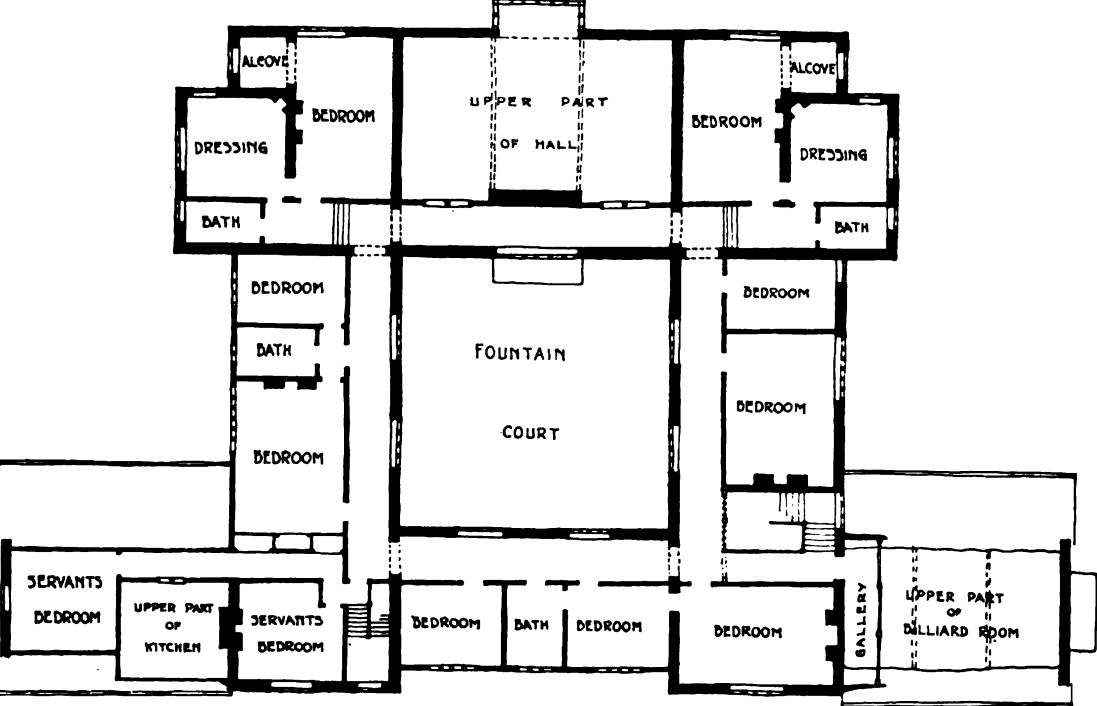 ALCOVE
ALCOVE
BEDROOM
UPPER PART
OF HALL
BEDROOM
DRESSING
DRESSING
BATH
BATH
BEDROOM
BEDROOM
BATH
FOUNTAIN
COURT
BEDROOM
BEDROOM
SERVANTS
BEDROOM
UPPER PART
OF
KITCHEN
SERVANTS
BEDROOM
BEDROOM
BATH
BEDROOM
BEDROOM
GALLERY
UPPER PART
OF
BILLIARD ROOM